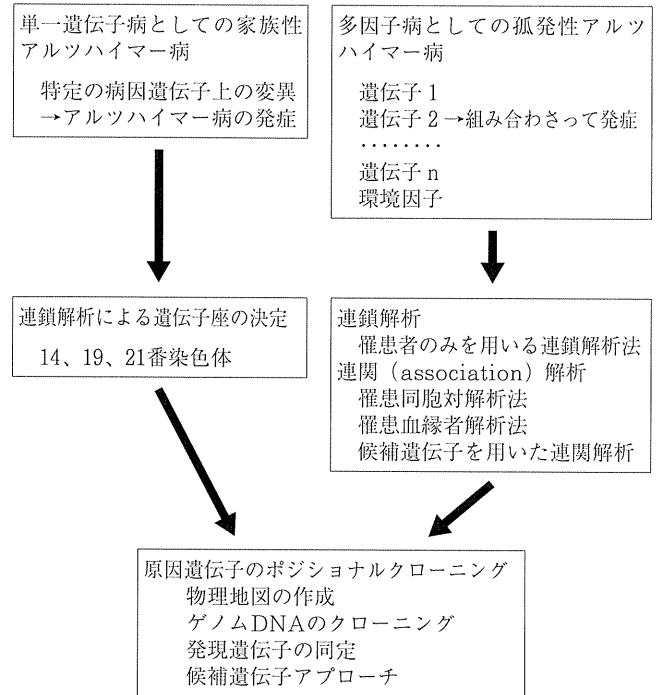 単一遺伝子病としての家族性
アルツハイマー病
特定の病因遺伝子上の変異
→アルツハイマー病の発症
多因子病としての孤発性アルツ
ハイマー病
遺伝子1
遺伝子2→組み合わさって発症
‥‥‥‥
遺伝子n
環境因子
連鎖解析による遺伝子座の決定
14、19、21番染色体
連鎖解析
罹患者のみを用いる連鎖解析法
連関（association）解析
罹患同胞対解析法
罹患血縁者解析法
候補遺伝子を用いた連関解析
原因遺伝子のポジショナルクローニング
物理地図の作成
ゲノムDNAのクローニング
発現遺伝子の同定
候補遺伝子アプローチ